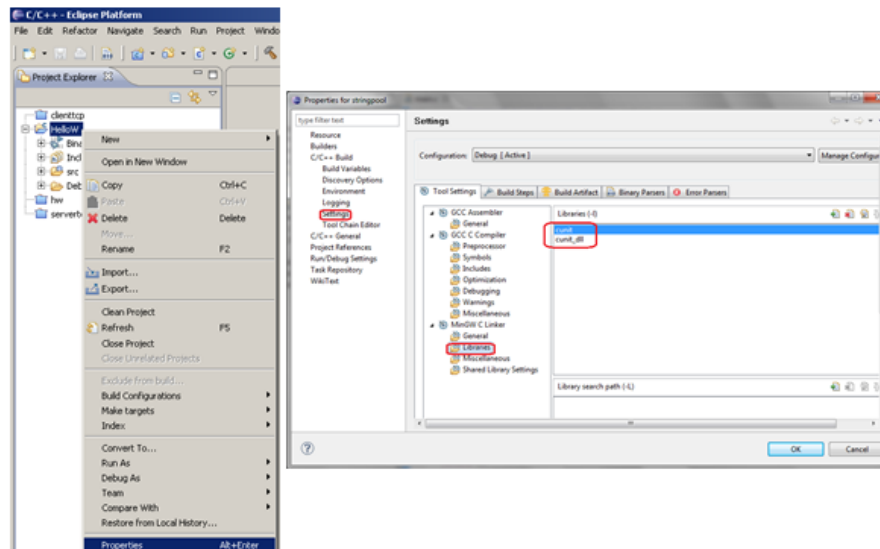 C/C++ - Eclipse Platform
File Edit Refactor Navigate Search Run Project Windo
Project Explorer
clienttcp
HelloW
Bina
Incl
src
Deb
hw
servert
New
Open in New Window
Copy Ctrl+C
Paste Ctrl+V
Delete Delete
Move...
Rename F2
Import...
Export...
Clean Project
Refresh F5
Close Project
Close Unrelated Projects
Exclude from build...
Build Configurations
Make targets
Index
Convert To...
Run As
Debug As
Team
Compare With
Restore from Local History...
Properties Alt+Enter
Properties for stringpool
type filter text
Resource
Builders
C/C++ Build
Build Variables
Discovery Options
Environment
Logging
Settings
Tool Chain Editor
C/C++ General
Project References
Run/Debug Settings
Task Repository
WikiText
Settings
Configuration: Debug [ Active ] Manage Configur
Tool Settings Build Steps Build Artifact Binary Parsers Error Parsers
GCC Assembler
General
GCC C Compiler
Preprocessor
Symbols
Includes
Optimization
Debugging
Warnings
Miscellaneous
MinGW C Linker
General
Libraries
Miscellaneous
Shared Library Settings
Libraries (-l)
cunit
cunit_dll
Library search path (-L)
OK Cancel